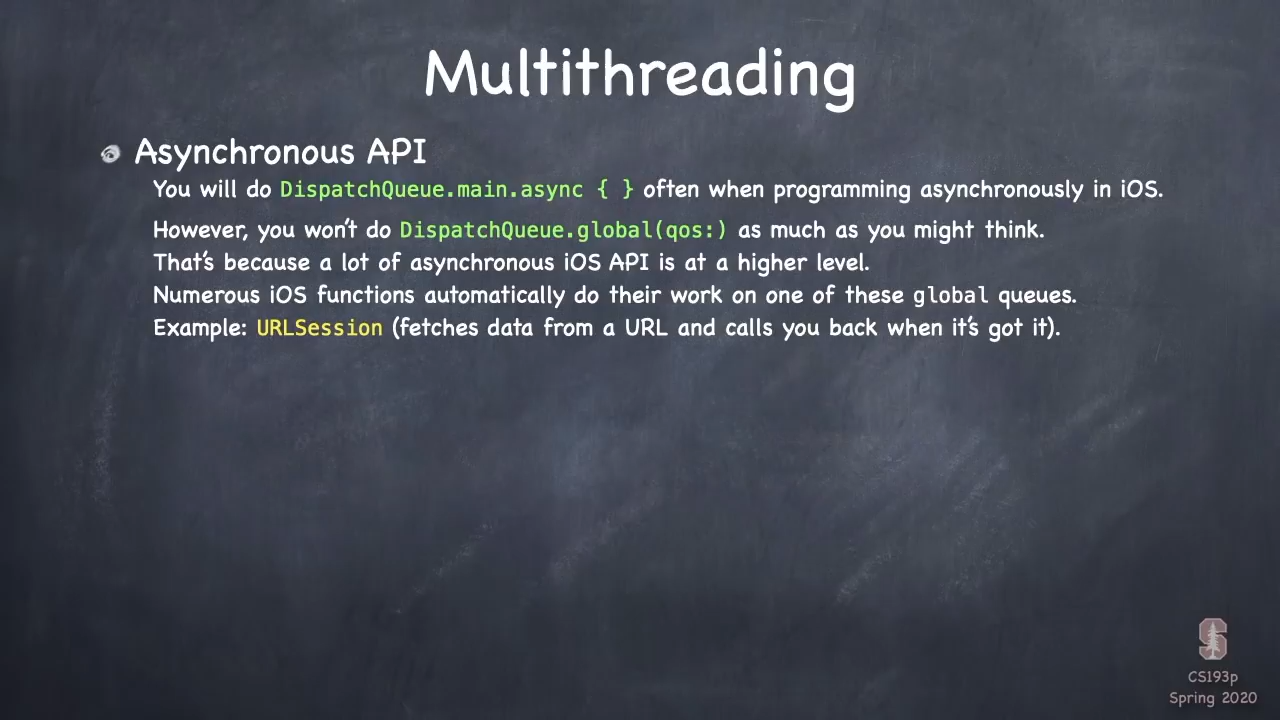 Multithreading
Asynchronous API
You will do DispatchQueue.main.async { } often when programming asynchronously in iOS.
However, you won't do DispatchQueue.global(qos:) as much as you might think.
That's because a lot of asynchronous iOS API is at a higher level.
Numerous iOS functions automatically do their work on one of these global queues.
Example: URLSession (fetches data from a URL and calls you back when it's got it).
S
CS193p
Spring 2020